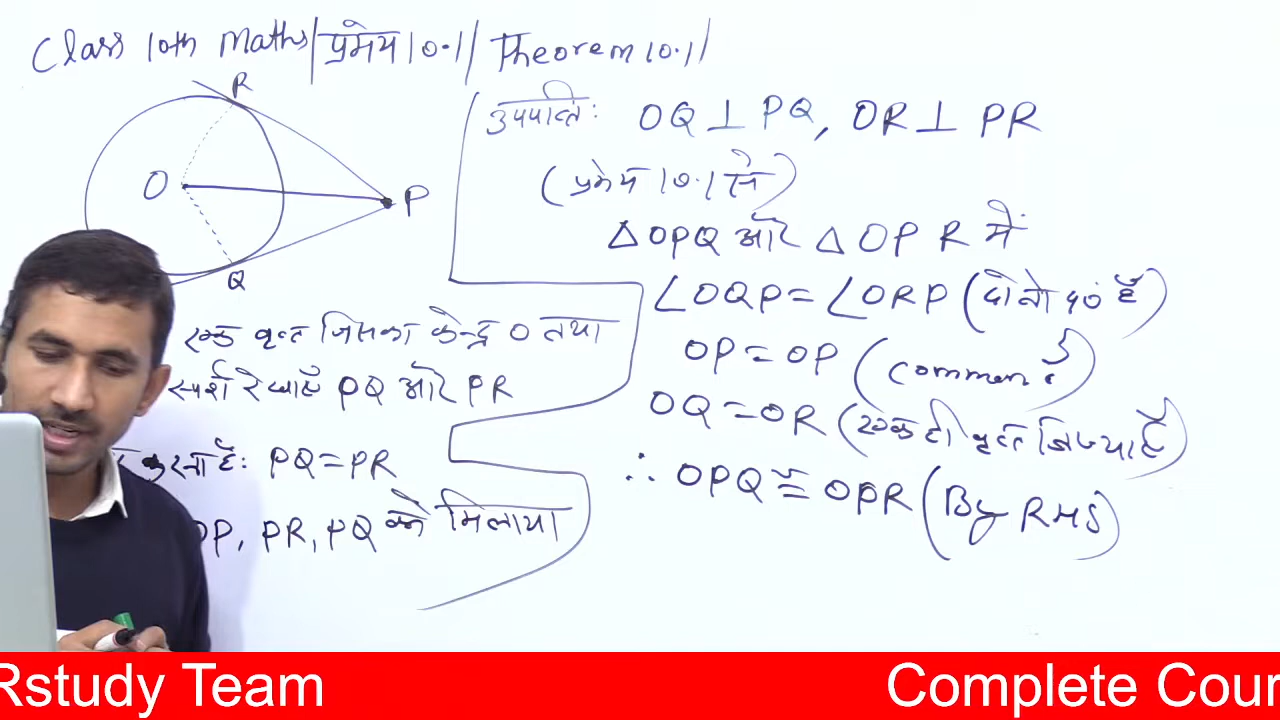 Class 10th Maths|प्रमेय 10.1| Theorem 10.1|
R
O
P
Q
एक वृत्त जिसका केन्द्र O तथा
स्पर्श रेखाएँ PQ और PR
करना है: PQ=PR
OP, PR, PQ को मिलाया
उपपत्ति: OQ⊥PQ, OR⊥PR
(प्रमेय 10.1 से)
△OPQ और △OPR में
∠OQP=∠ORP (दोनो 90° है)
OP=OP (Common)
OQ=OR (एक ही वृत्त त्रिज्या है)
∴ OPQ≅OPR (By RHS)
Rstudy Team
Complete Cour